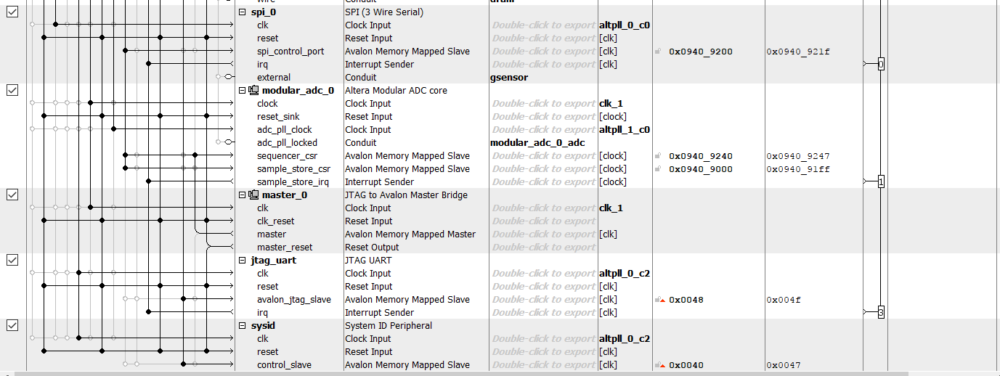 spi_0 SPI (3 Wire Serial)
clk Clock Input Double-click to export altpll_0_c0
reset Reset Input Double-click to export [clk]
spi_control_port Avalon Memory Mapped Slave Double-click to export [clk] 0x0940_9200 0x0940_921f
irq Interrupt Sender Double-click to export [clk] 0
external Conduit gsensor
modular_adc_0 Altera Modular ADC core
clock Clock Input Double-click to export clk_1
reset_sink Reset Input Double-click to export [clock]
adc_pll_clock Clock Input Double-click to export altpll_1_c0
adc_pll_locked Conduit modular_adc_0_adc
sequencer_csr Avalon Memory Mapped Slave Double-click to export [clock] 0x0940_9240 0x0940_9247
sample_store_csr Avalon Memory Mapped Slave Double-click to export [clock] 0x0940_9000 0x0940_91ff
sample_store_irq Interrupt Sender Double-click to export [clock] 1
master_0 JTAG to Avalon Master Bridge
clk Clock Input Double-click to export clk_1
clk_reset Reset Input Double-click to export
master Avalon Memory Mapped Master Double-click to export [clk]
master_reset Reset Output Double-click to export
jtag_uart JTAG UART
clk Clock Input Double-click to export altpll_0_c2
reset Reset Input Double-click to export [clk]
avalon_jtag_slave Avalon Memory Mapped Slave Double-click to export [clk] 0x0048 0x004f
irq Interrupt Sender Double-click to export [clk] 3
sysid System ID Peripheral
clk Clock Input Double-click to export altpll_0_c2
reset Reset Input Double-click to export [clk]
control_slave Avalon Memory Mapped Slave Double-click to export [clk] 0x0040 0x0047